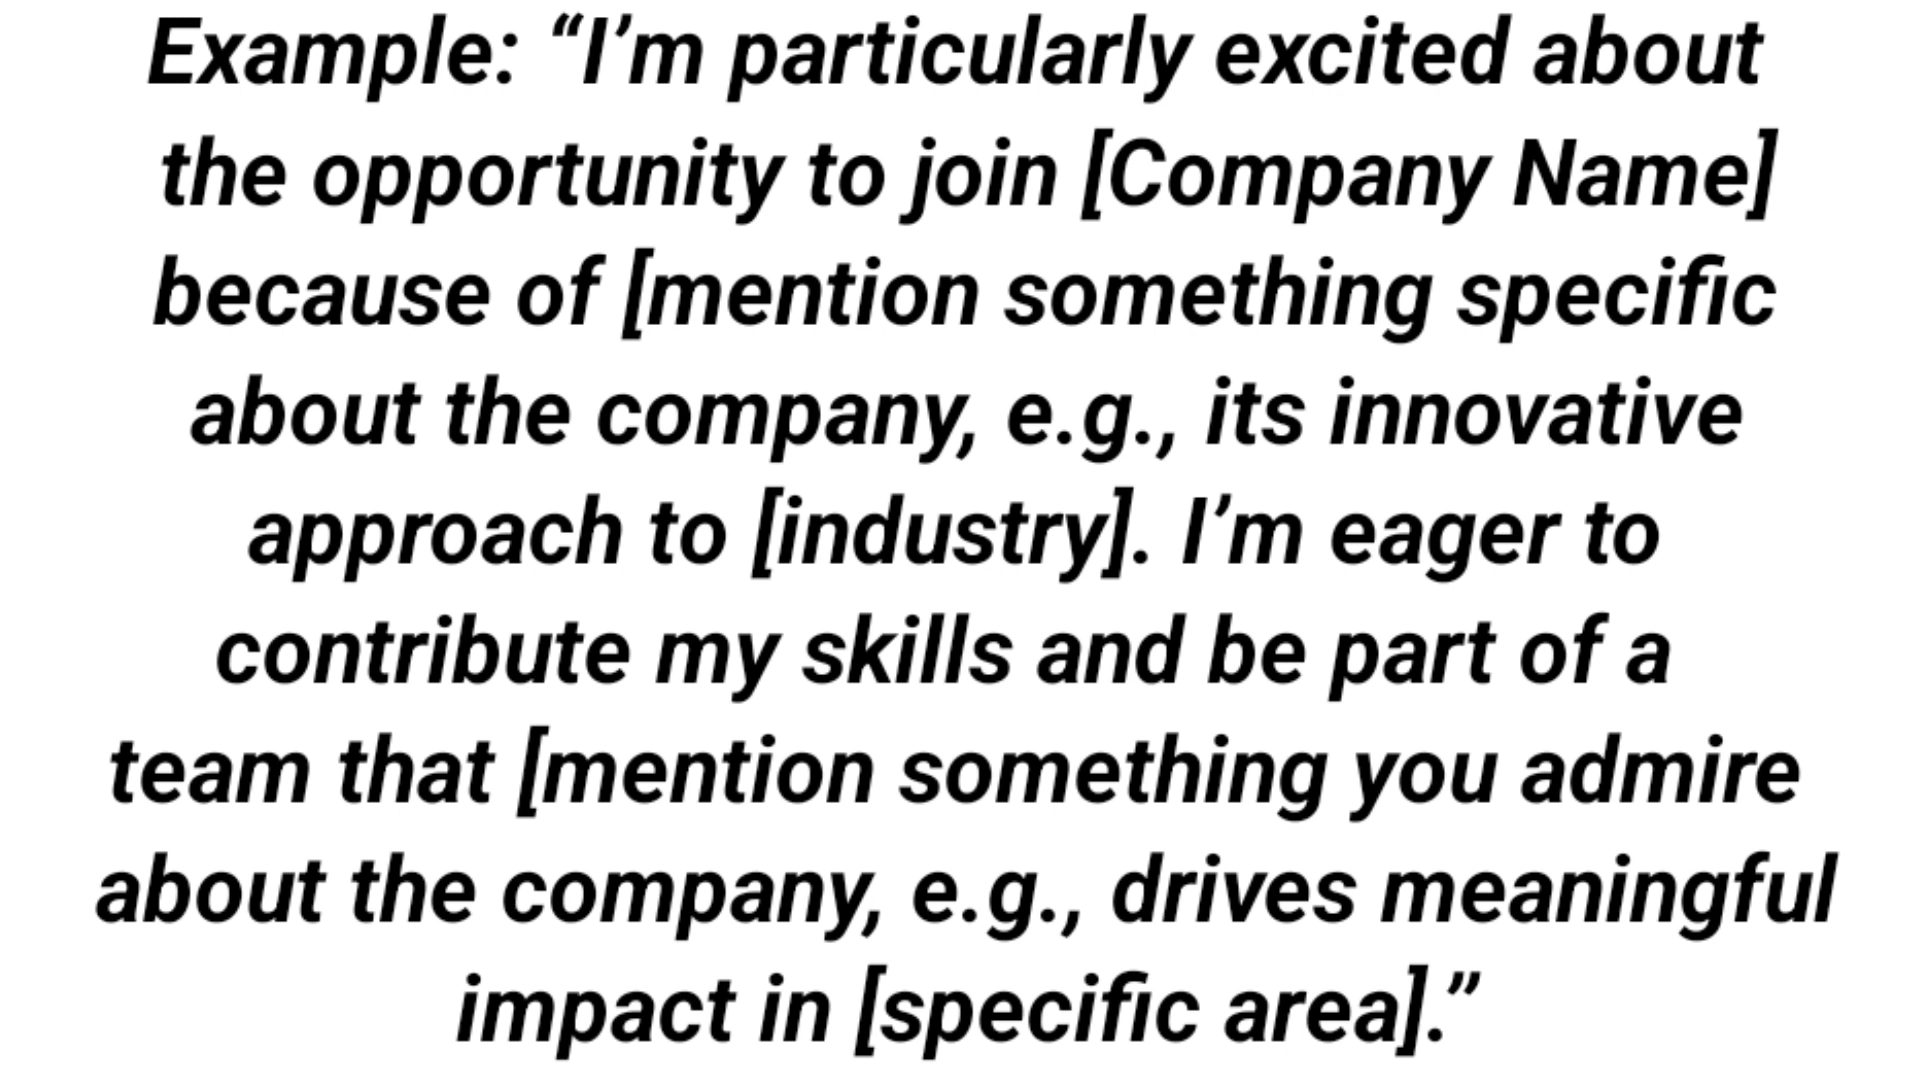 Example: “I’m particularly excited about
the opportunity to join [Company Name]
because of [mention something specific
about the company, e.g., its innovative
approach to [industry]. I’m eager to
contribute my skills and be part of a
team that [mention something you admire
about the company, e.g., drives meaningful
impact in [specific area].”